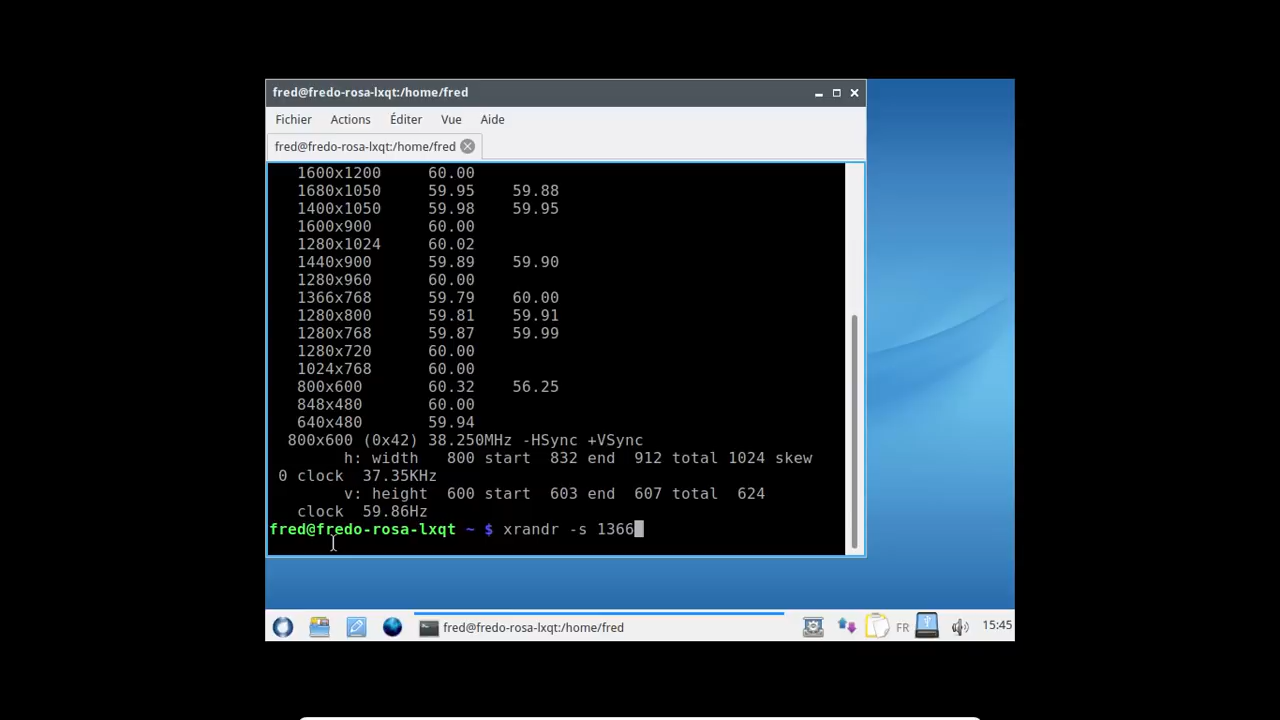 fred@fredo-rosa-lxqt:/home/fred
Fichier Actions Éditer Vue Aide
fred@fredo-rosa-lxqt:/home/fred
1600x1200 60.00
1680x1050 59.95 59.88
1400x1050 59.98 59.95
1600x900 60.00
1280x1024 60.02
1440x900 59.89 59.90
1280x960 60.00
1366x768 59.79 60.00
1280x800 59.81 59.91
1280x768 59.87 59.99
1280x720 60.00
1024x768 60.00
800x600 60.32 56.25
848x480 60.00
640x480 59.94
800x600 (0x42) 38.250MHz -HSync +VSync
h: width 800 start 832 end 912 total 1024 skew
0 clock 37.35KHz
v: height 600 start 603 end 607 total 624
clock 59.86Hz
fred@fredo-rosa-lxqt ~ $ xrandr -s 1366
fred@fredo-rosa-lxqt:/home/fred FR 15:45